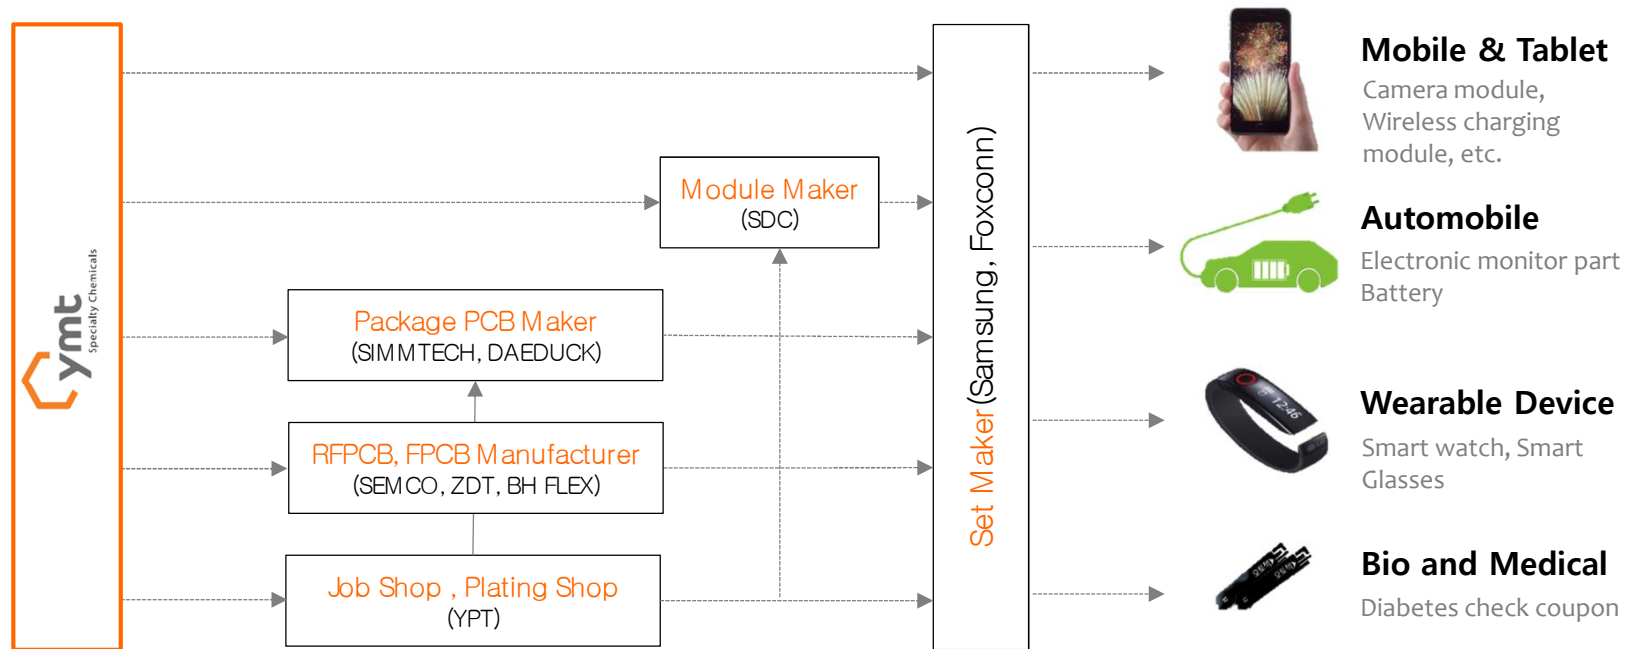 ymt
Specialty Chemicals
Module Maker
(SDC)
Package PCB Maker
(SIMMTECH, DAEDUCK)
RFPCB, FPCB Manufacturer
(SEMCO, ZDT, BH FLEX)
Job Shop , Plating Shop
(YPT)
Set Maker(Samsung, Foxconn)
Mobile & Tablet
Camera module,
Wireless charging
module, etc.
Automobile
Electronic monitor part
Battery
12:46
Wearable Device
Smart watch, Smart
Glasses
Bio and Medical
Diabetes check coupon